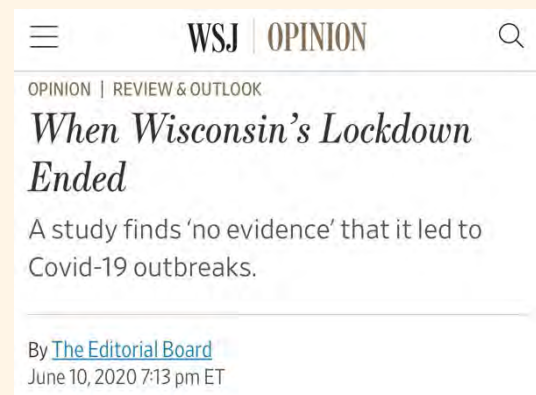 WSJ | OPINION
OPINION | REVIEW & OUTLOOK
When Wisconsin's Lockdown
Ended
A study finds 'no evidence' that it led to
Covid-19 outbreaks.
By The Editorial Board
June 10, 2020 7:13 pm ET